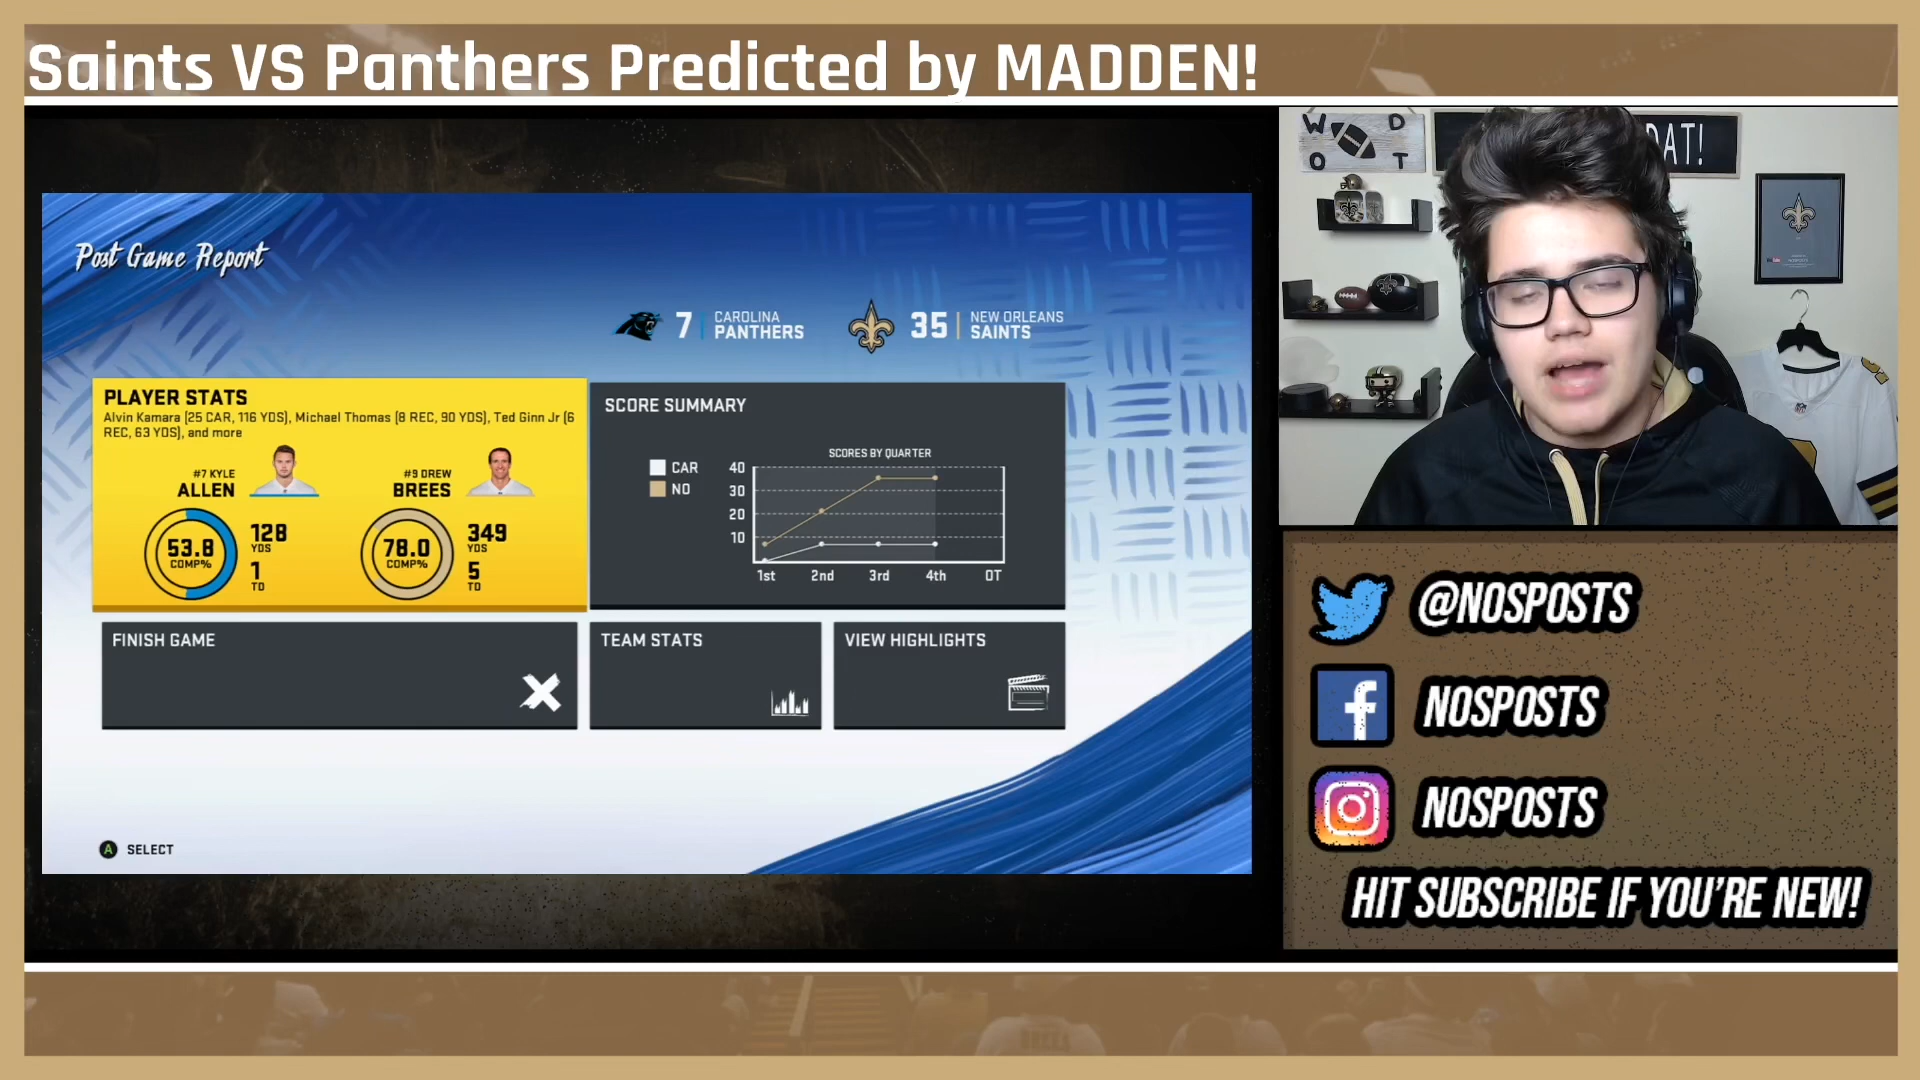 Saints VS Panthers Predicted by MADDEN!
W D
O T
DAT!
Post Game Report
7 CAROLINA PANTHERS
35 NEW ORLEANS SAINTS
PLAYER STATS
Alvin Kamara (25 CAR, 116 YDS), Michael Thomas (8 REC, 90 YDS), Ted Ginn Jr (6
REC, 63 YDS), and more
#7 KYLE
ALLEN
53.8
COMP%
128
YDS
1
TD
#9 DREW
BREES
78.0
COMP%
349
YDS
5
TD
SCORE SUMMARY
SCORES BY QUARTER
CAR
NO
40
30
20
10
1st 2nd 3rd 4th OT
FINISH GAME
TEAM STATS
VIEW HIGHLIGHTS
A SELECT
@NOSPOSTS
NOSPOSTS
NOSPOSTS
HIT SUBSCRIBE IF YOU'RE NEW!